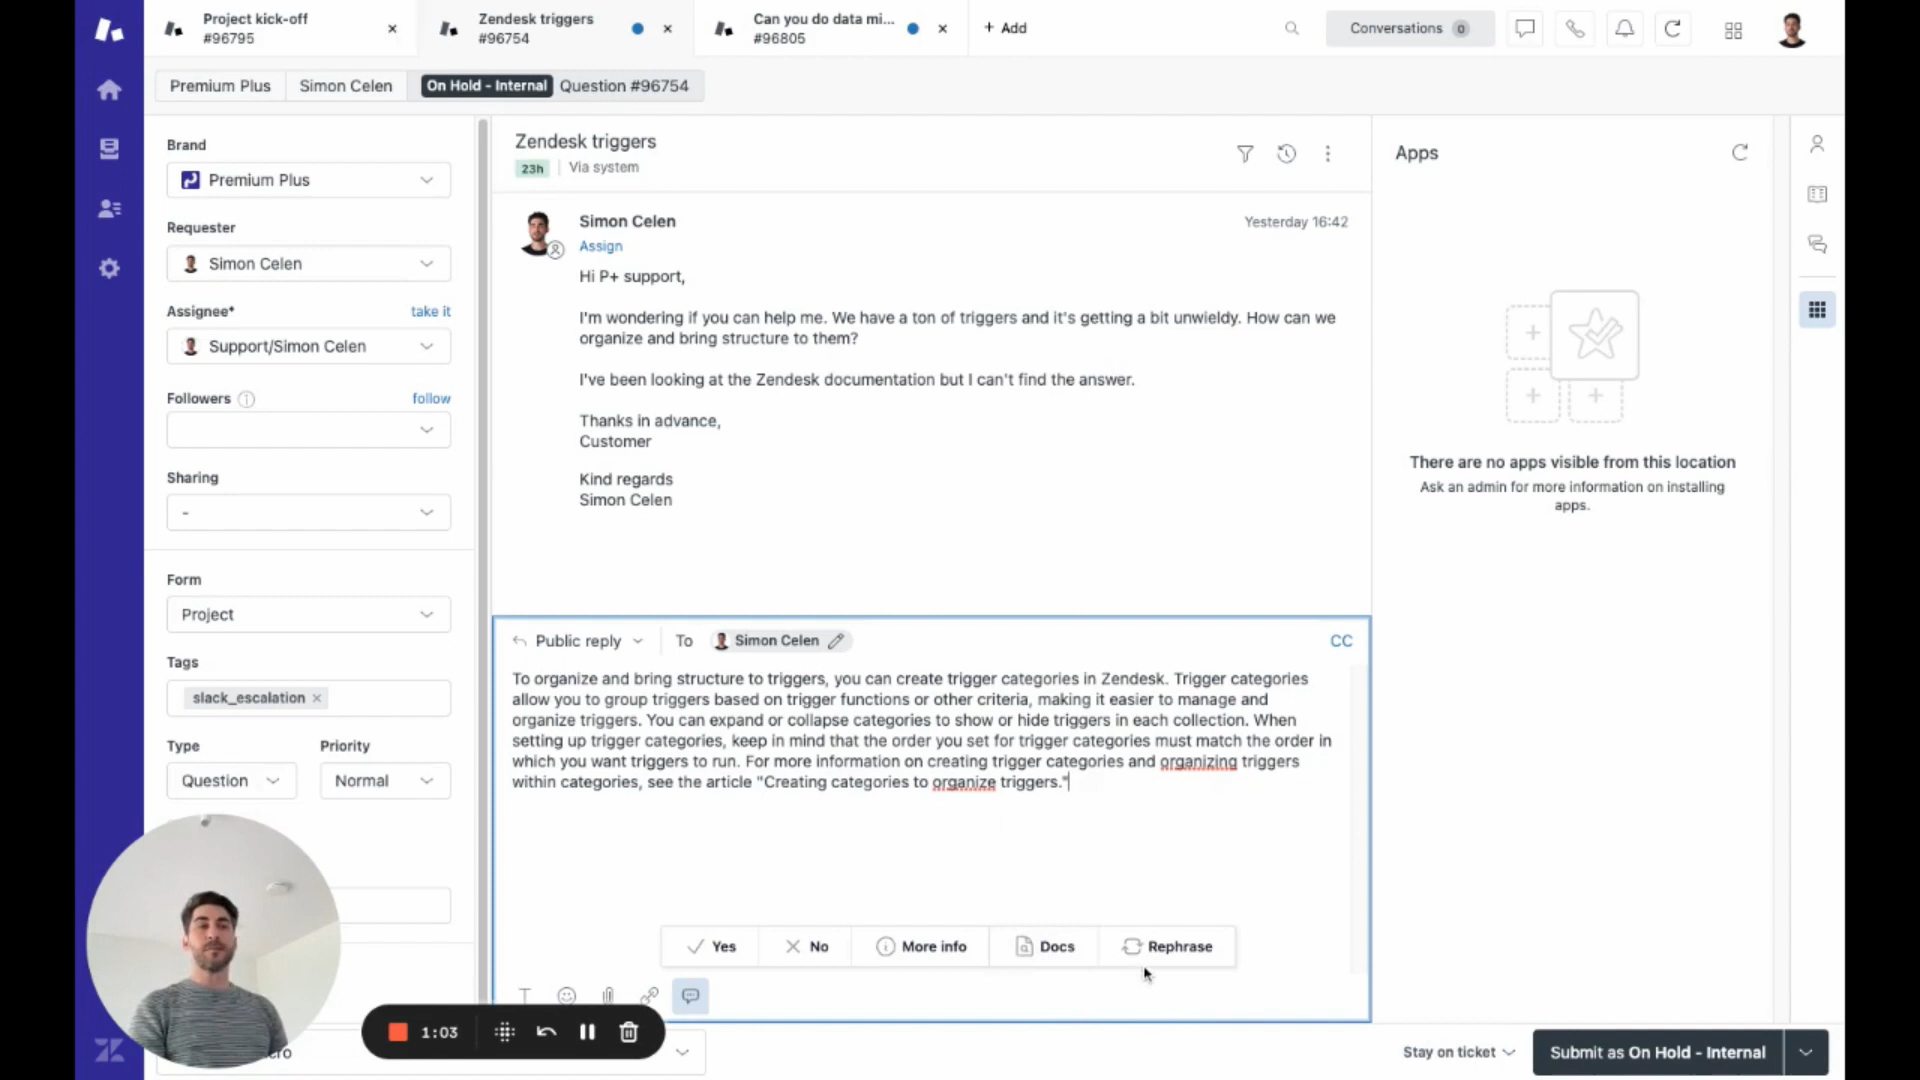 Project kick-off
#96795
Zendesk triggers
#96754
Can you do data mi...
#96805
+ Add
Conversations 0
Premium Plus
Simon Celen
On Hold - Internal Question #96754
Brand
Premium Plus
Requester
Simon Celen
Assignee*
take it
Support/Simon Celen
Followers
follow
Sharing
-
Form
Project
Tags
slack_escalation ×
Type
Priority
Question
Normal
Zendesk triggers
23h
Via system
Simon Celen
Yesterday 16:42
Assign
Hi P+ support,
I'm wondering if you can help me. We have a ton of triggers and it's getting a bit unwieldy. How can we
organize and bring structure to them?
I've been looking at the Zendesk documentation but I can't find the answer.
Thanks in advance,
Customer
Kind regards
Simon Celen
Public reply
To
Simon Celen
CC
To organize and bring structure to triggers, you can create trigger categories in Zendesk. Trigger categories
allow you to group triggers based on trigger functions or other criteria, making it easier to manage and
organize triggers. You can expand or collapse categories to show or hide triggers in each collection. When
setting up trigger categories, keep in mind that the order you set for trigger categories must match the order in
which you want triggers to run. For more information on creating trigger categories and organizing triggers
within categories, see the article "Creating categories to organize triggers."
Yes
No
More info
Docs
Rephrase
Apps
There are no apps visible from this location
Ask an admin for more information on installing
apps.
1:03
Stay on ticket
Submit as On Hold - Internal